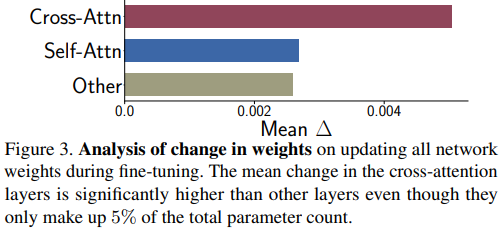 Cross-Attn
Self-Attn
Other
0.0 0.002 0.004
Mean Δ
Figure 3. Analysis of change in weights on updating all network
weights during fine-tuning. The mean change in the cross-attention
layers is significantly higher than other layers even though they
only make up 5% of the total parameter count.